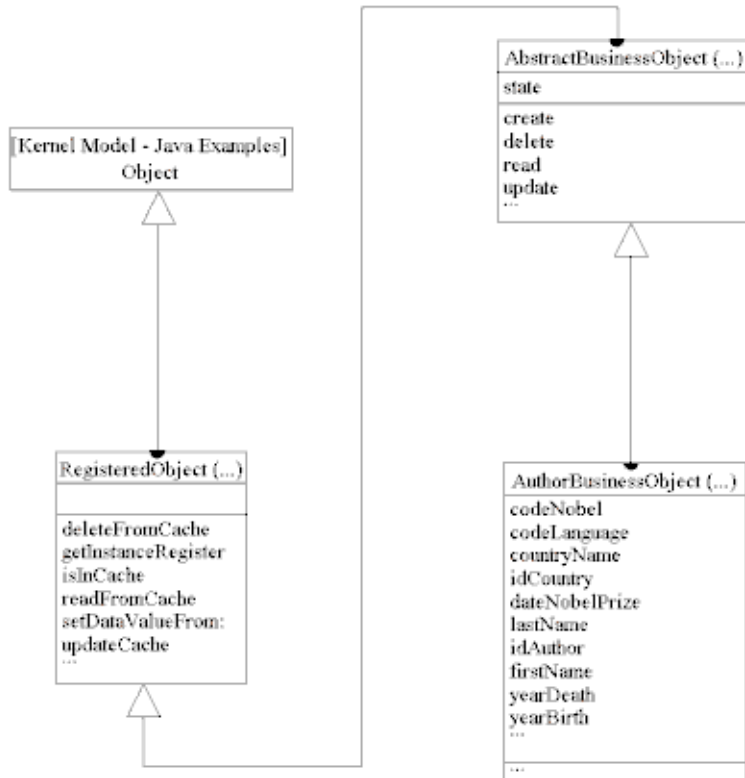 [Kernel Model - Java Examples]
Object
RegisteredObject (...)
deleteFromCache
getInstanceRegister
isInCache
readFromCache
setDataValueFrom:
updateCache
...
AbstractBusinessObject (...)
state
create
delete
read
update
...
AuthorBusinessObject (...)
codeNobel
codeLanguage
countryName
idCountry
dateNobelPrize
lastName
idAuthor
firstName
yearDeath
yearBirth
...
...